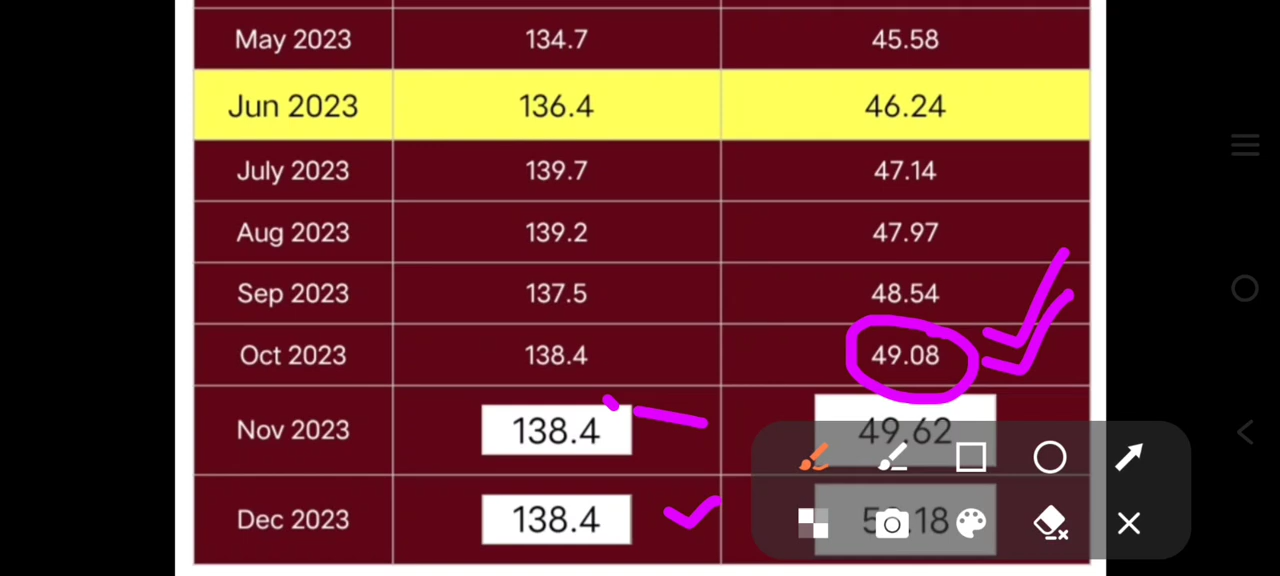 May 2023 134.7 45.58
Jun 2023 136.4 46.24
July 2023 139.7 47.14
Aug 2023 139.2 47.97
Sep 2023 137.5 48.54
Oct 2023 138.4 49.08
Nov 2023 138.4 49.62
Dec 2023 138.4